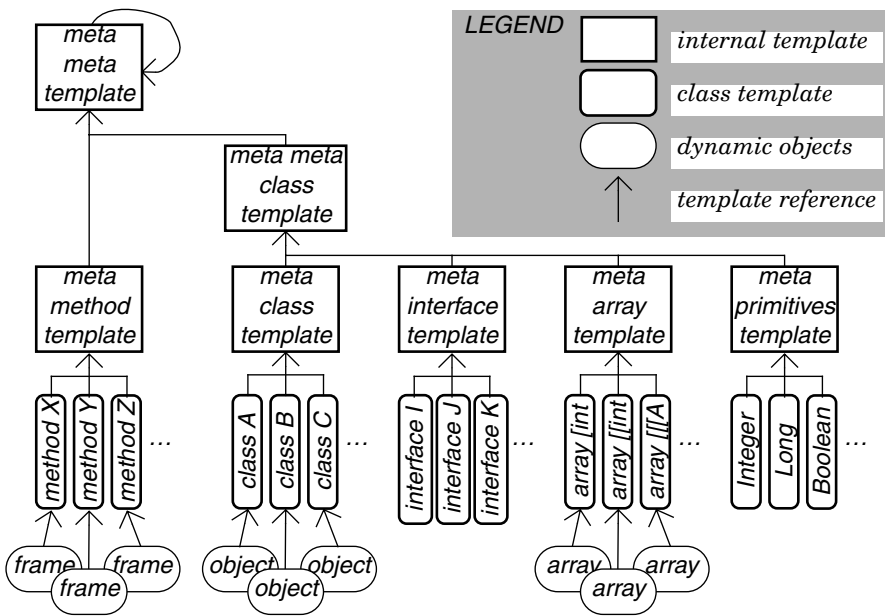 meta
meta
template
LEGEND
internal template
class template
dynamic objects
template reference
meta meta
class
template
meta
method
template
meta
class
template
meta
interface
template
meta
array
template
meta
primitives
template
method X
method Y
method Z
...
class A
class B
class C
...
interface I
interface J
interface K
...
array [int
array [[int
array [[[A
...
Integer
Long
Boolean
...
frame
frame
frame
object
object
object
array
array
array